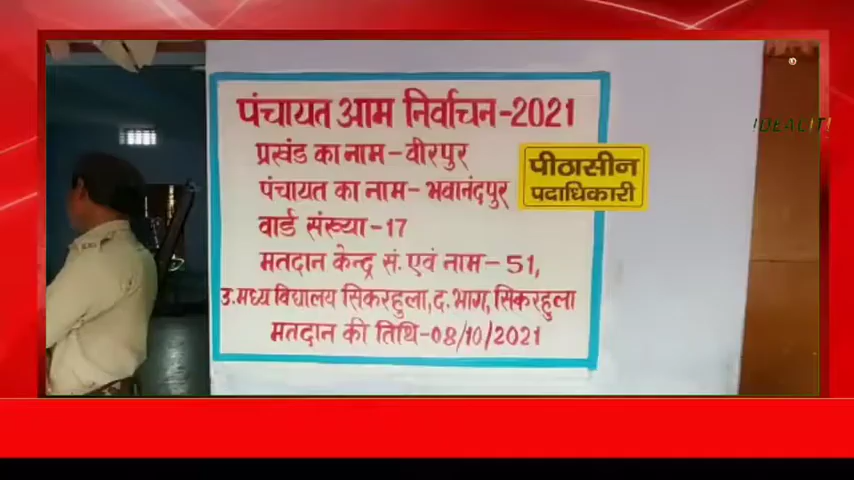 पंचायत आम निर्वाचन-2021
प्रखंड का नाम-वीरपुर
पंचायत का नाम-भवानंदपुर
वार्ड संख्या-17
मतदान केन्द्र सं. एवं नाम-51,
उ.मध्य विद्यालय सिकरहुला,द.भाग, सिकरहुला
मतदान की तिथि-08/10/2021
पीठासीन
पदाधिकारी